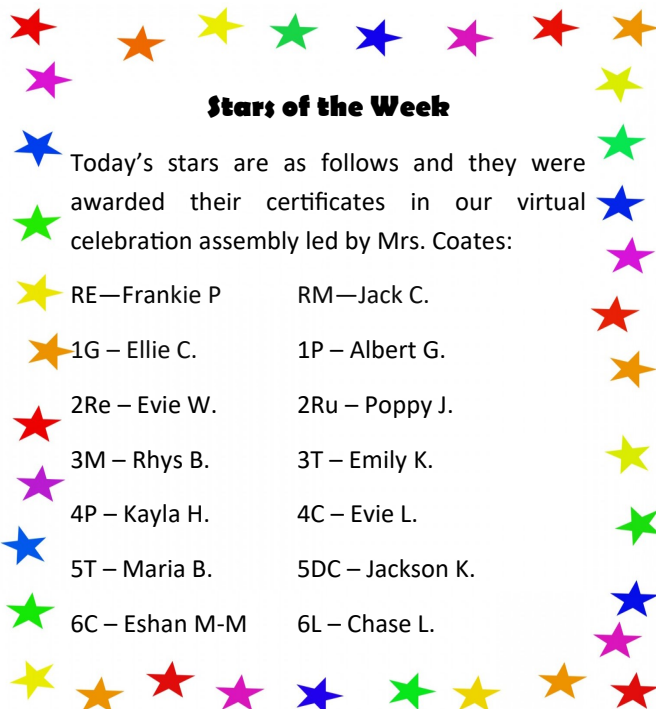 Stars of the Week
Today’s stars are as follows and they were
awarded their certificates in our virtual
celebration assembly led by Mrs. Coates:
RE—Frankie P RM—Jack C.
1G – Ellie C. 1P – Albert G.
2Re – Evie W. 2Ru – Poppy J.
3M – Rhys B. 3T – Emily K.
4P – Kayla H. 4C – Evie L.
5T – Maria B. 5DC – Jackson K.
6C – Eshan M-M 6L – Chase L.